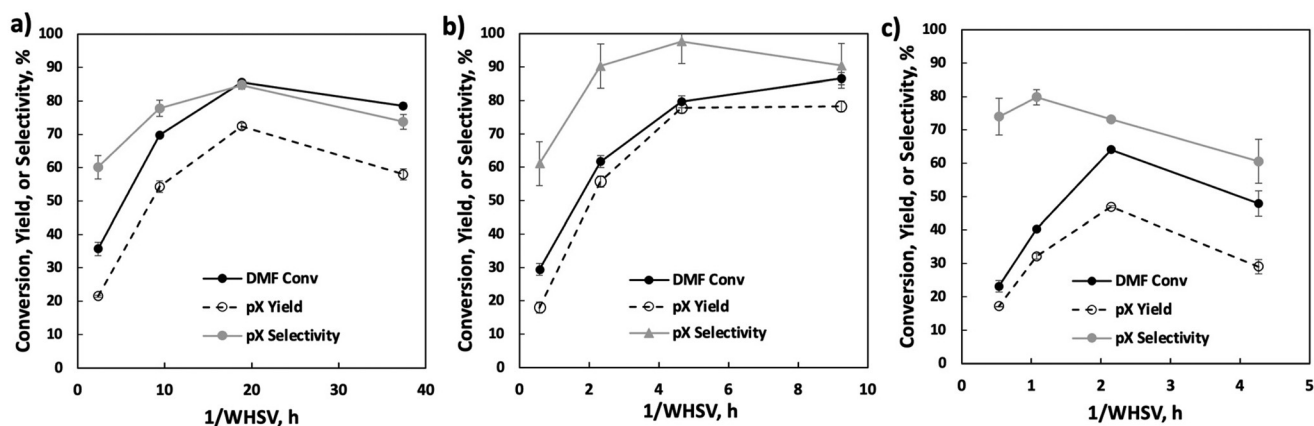 a)
Conversion, Yield, or Selectivity, %
100
90
80
70
60
50
40
30
20
10
0
DMF Conv
pX Yield
pX Selectivity
0 10 20 30 40
1/WHSV, h
b)
Conversion, Yield, or Selectivity, %
100
90
80
70
60
50
40
30
20
10
0
DMF Conv
pX Yield
pX Selectivity
0 2 4 6 8 10
1/WHSV, h
c)
Conversion, Yield, or Selectivity, %
100
90
80
70
60
50
40
30
20
10
0
DMF Conv
pX Yield
pX Selectivity
0 1 2 3 4 5
1/WHSV, h